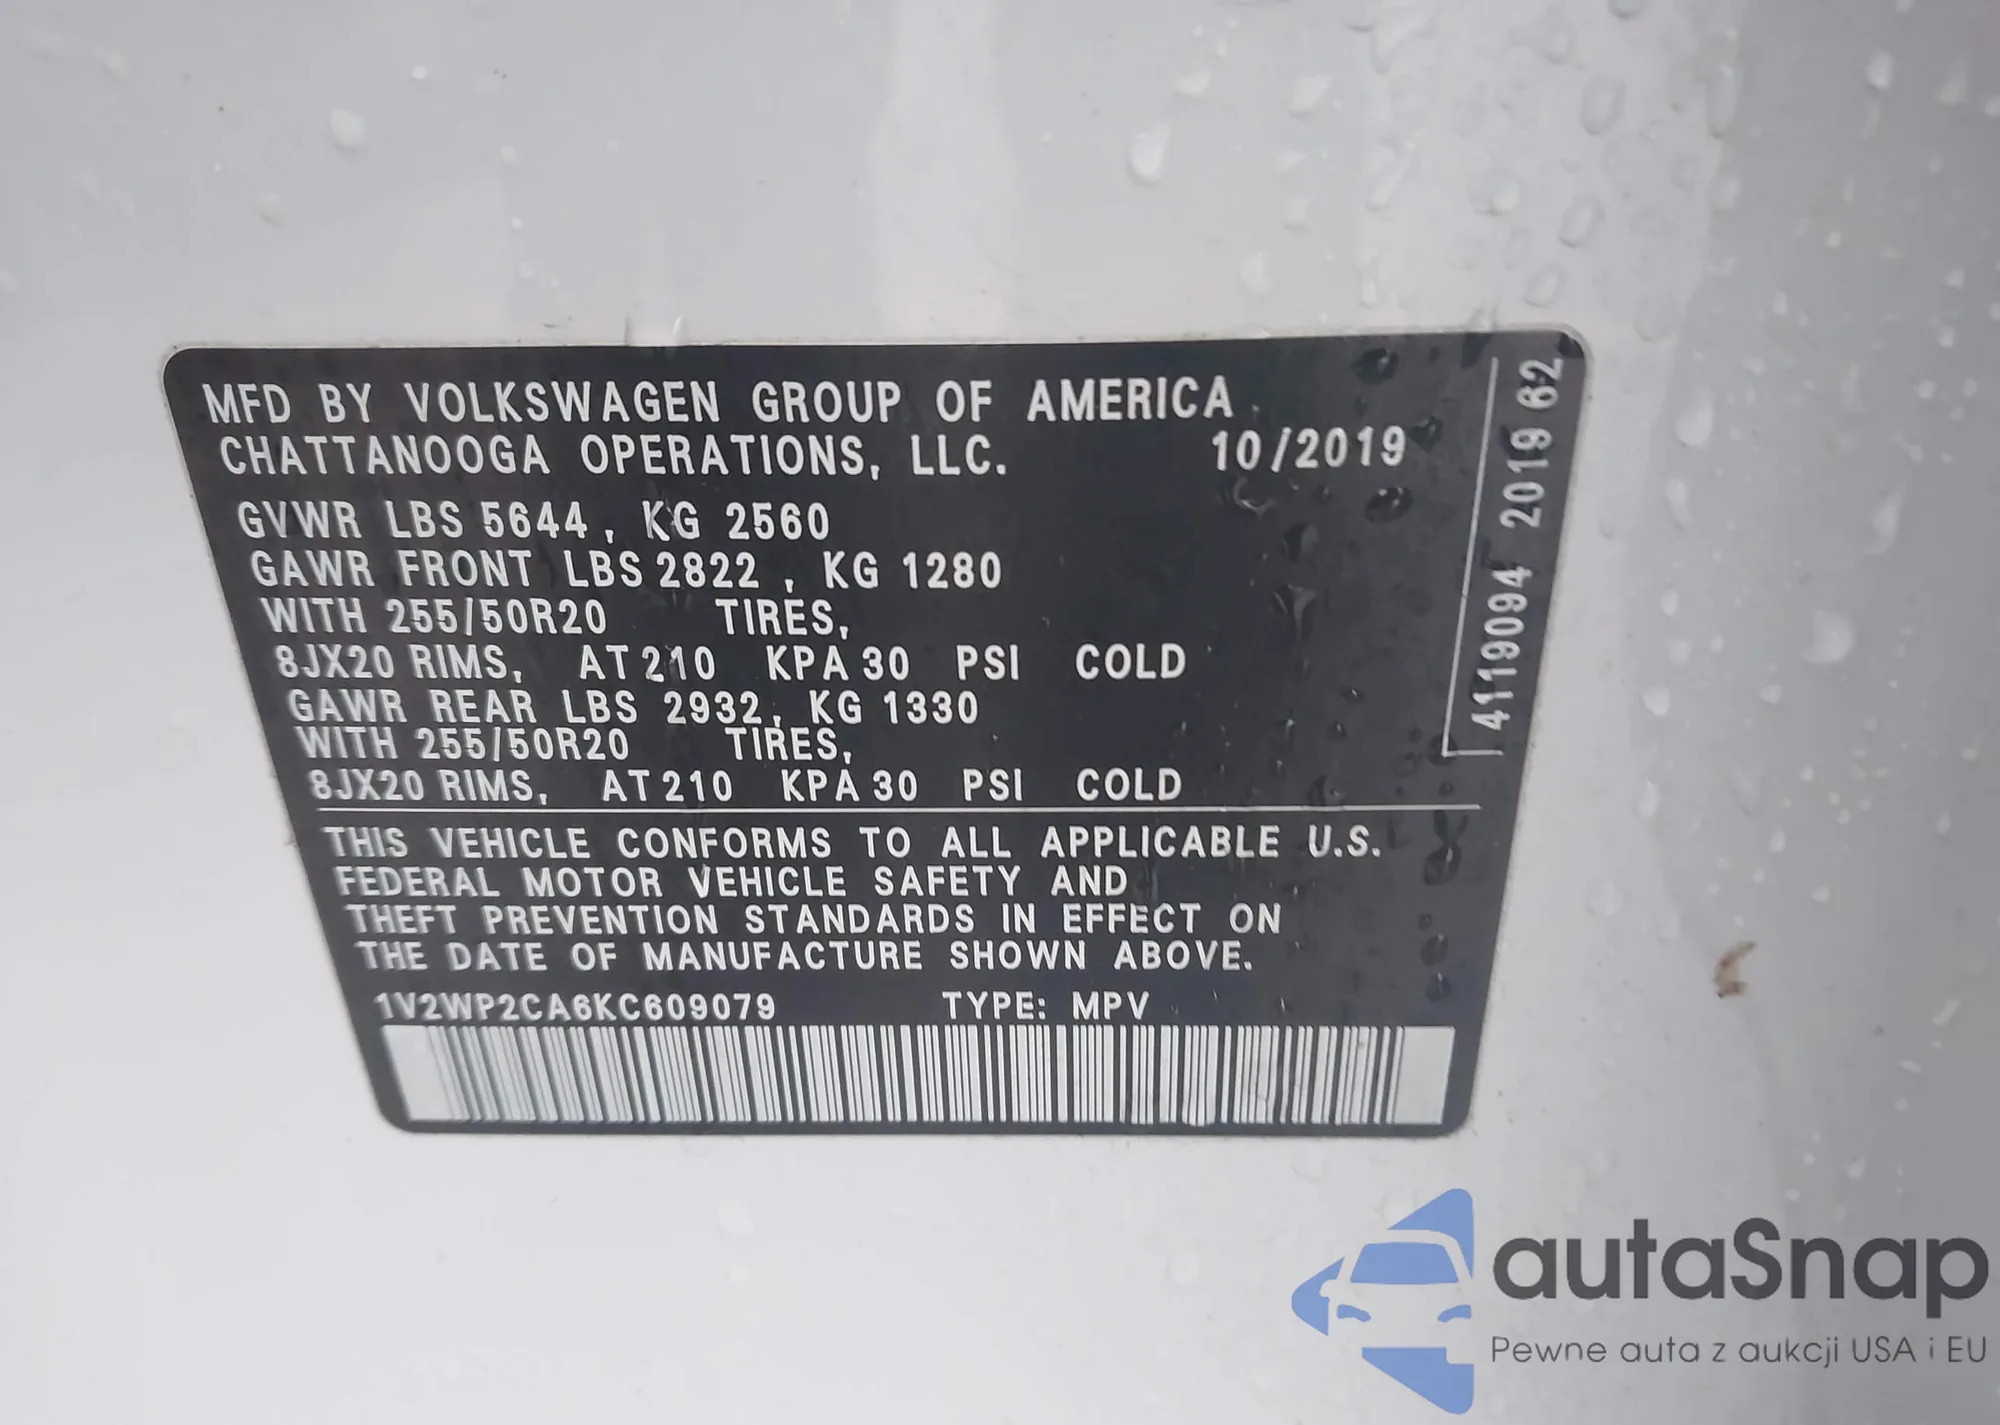 MFD BY VOLKSWAGEN GROUP OF AMERICA
CHATTANOOGA OPERATIONS, LLC. 10/2019
GVWR LBS 5644, KG 2560
GAWR FRONT LBS 2822, KG 1280
WITH 255/50R20 TIRES,
8JX20 RIMS, AT 210 KPA 30 PSI COLD
GAWR REAR LBS 2932, KG 1330
WITH 255/50R20 TIRES,
8JX20 RIMS, AT 210 KPA 30 PSI COLD
THIS VEHICLE CONFORMS TO ALL APPLICABLE U.S.
FEDERAL MOTOR VEHICLE SAFETY AND
THEFT PREVENTION STANDARDS IN EFFECT ON
THE DATE OF MANUFACTURE SHOWN ABOVE.
1V2WP2CA6KC609079 TYPE: MPV
41190094 2019 62
autaSnap
Pewne auta z aukcji USA i EU